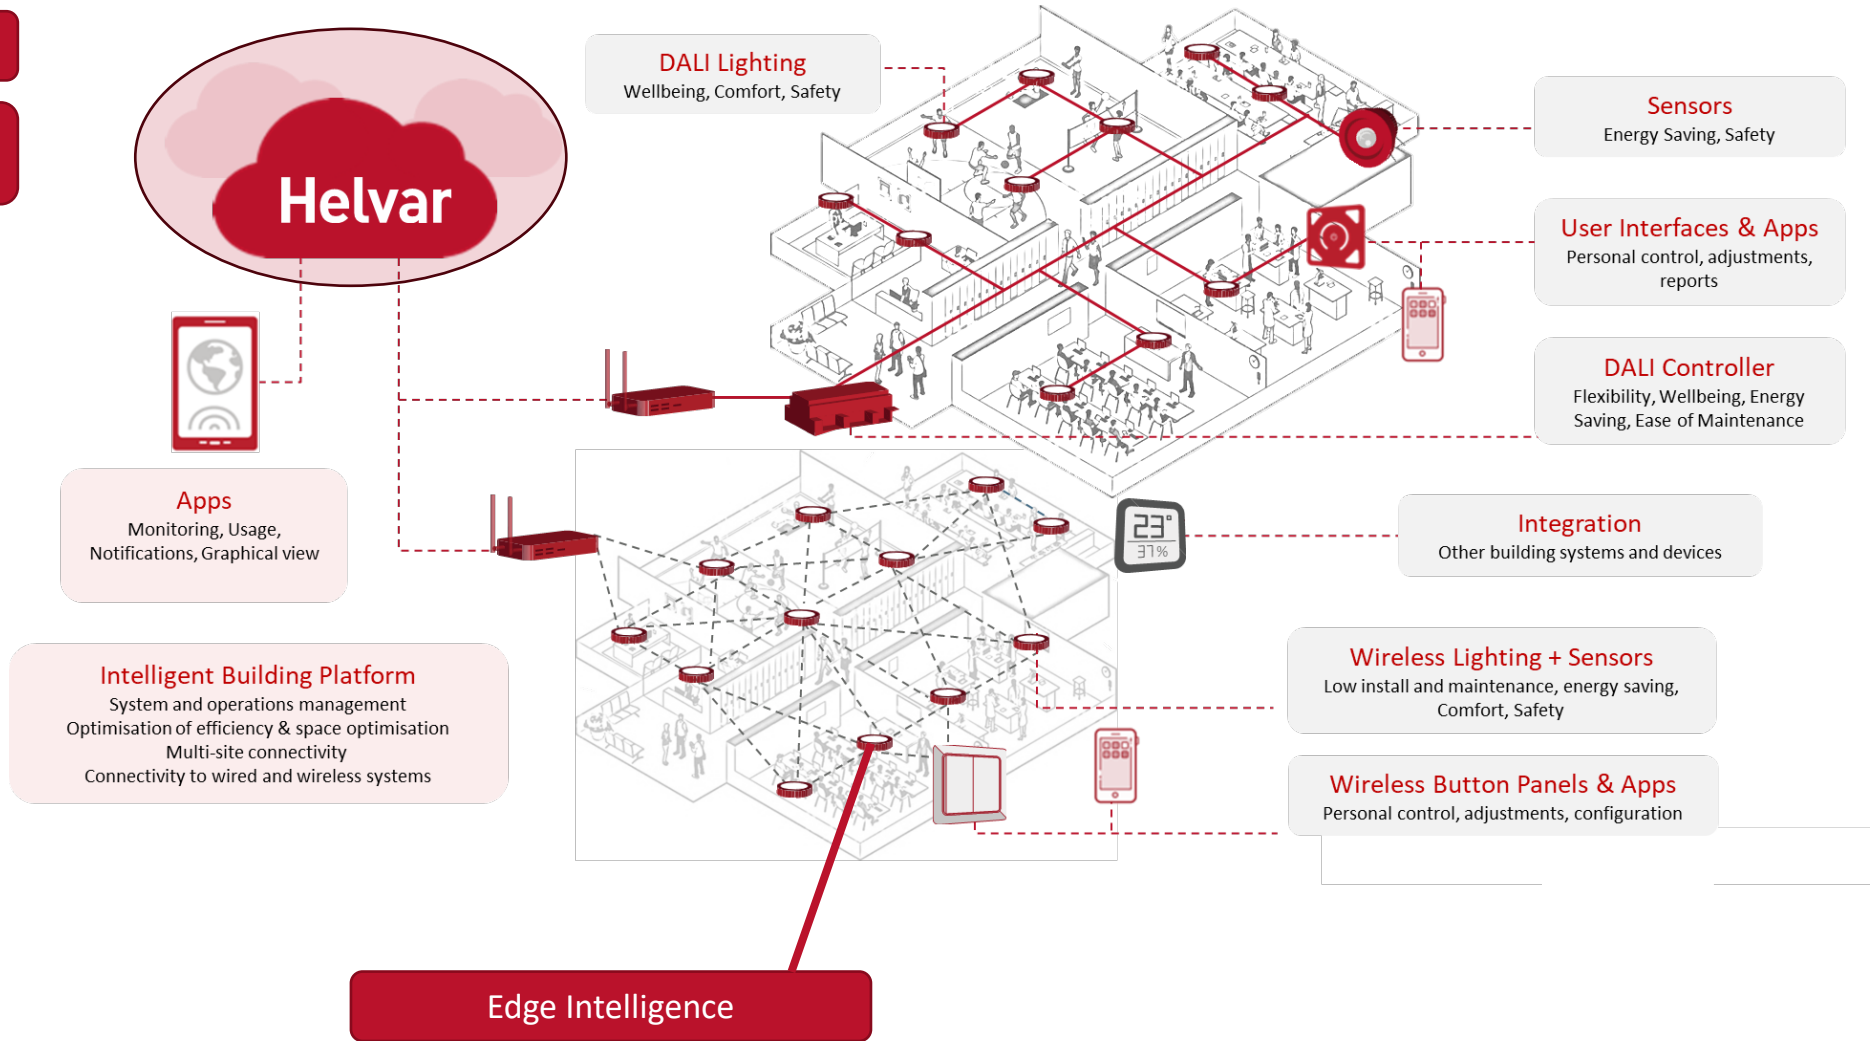 Helvar
DALI Lighting
Wellbeing, Comfort, Safety
Sensors
Energy Saving, Safety
User Interfaces & Apps
Personal control, adjustments,
reports
DALI Controller
Flexibility, Wellbeing, Energy
Saving, Ease of Maintenance
Apps
Monitoring, Usage,
Notifications, Graphical view
23°
37%
Integration
Other building systems and devices
Intelligent Building Platform
System and operations management
Optimisation of efficiency & space optimisation
Multi-site connectivity
Connectivity to wired and wireless systems
Wireless Lighting + Sensors
Low install and maintenance, energy saving,
Comfort, Safety
Wireless Button Panels & Apps
Personal control, adjustments, configuration
Edge Intelligence